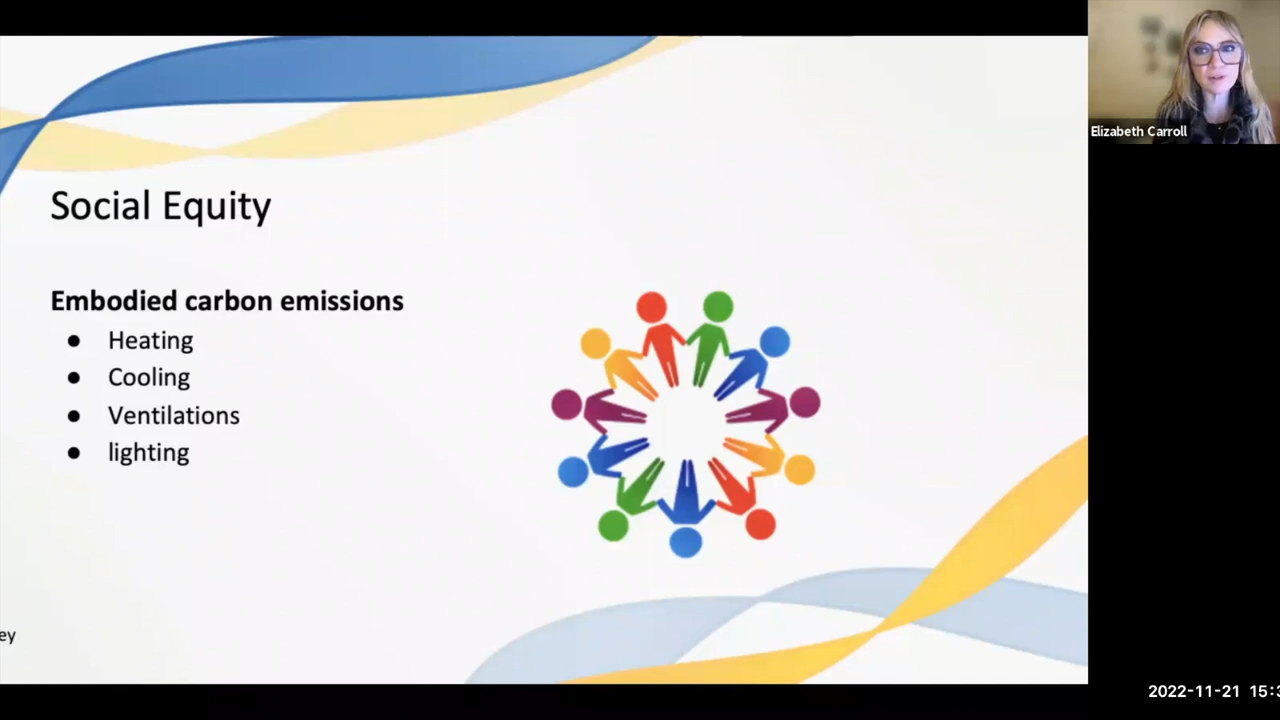 Elizabeth Carroll
Social Equity
Embodied carbon emissions
● Heating
● Cooling
● Ventilations
● lighting
ey
2022-11-21 15:3